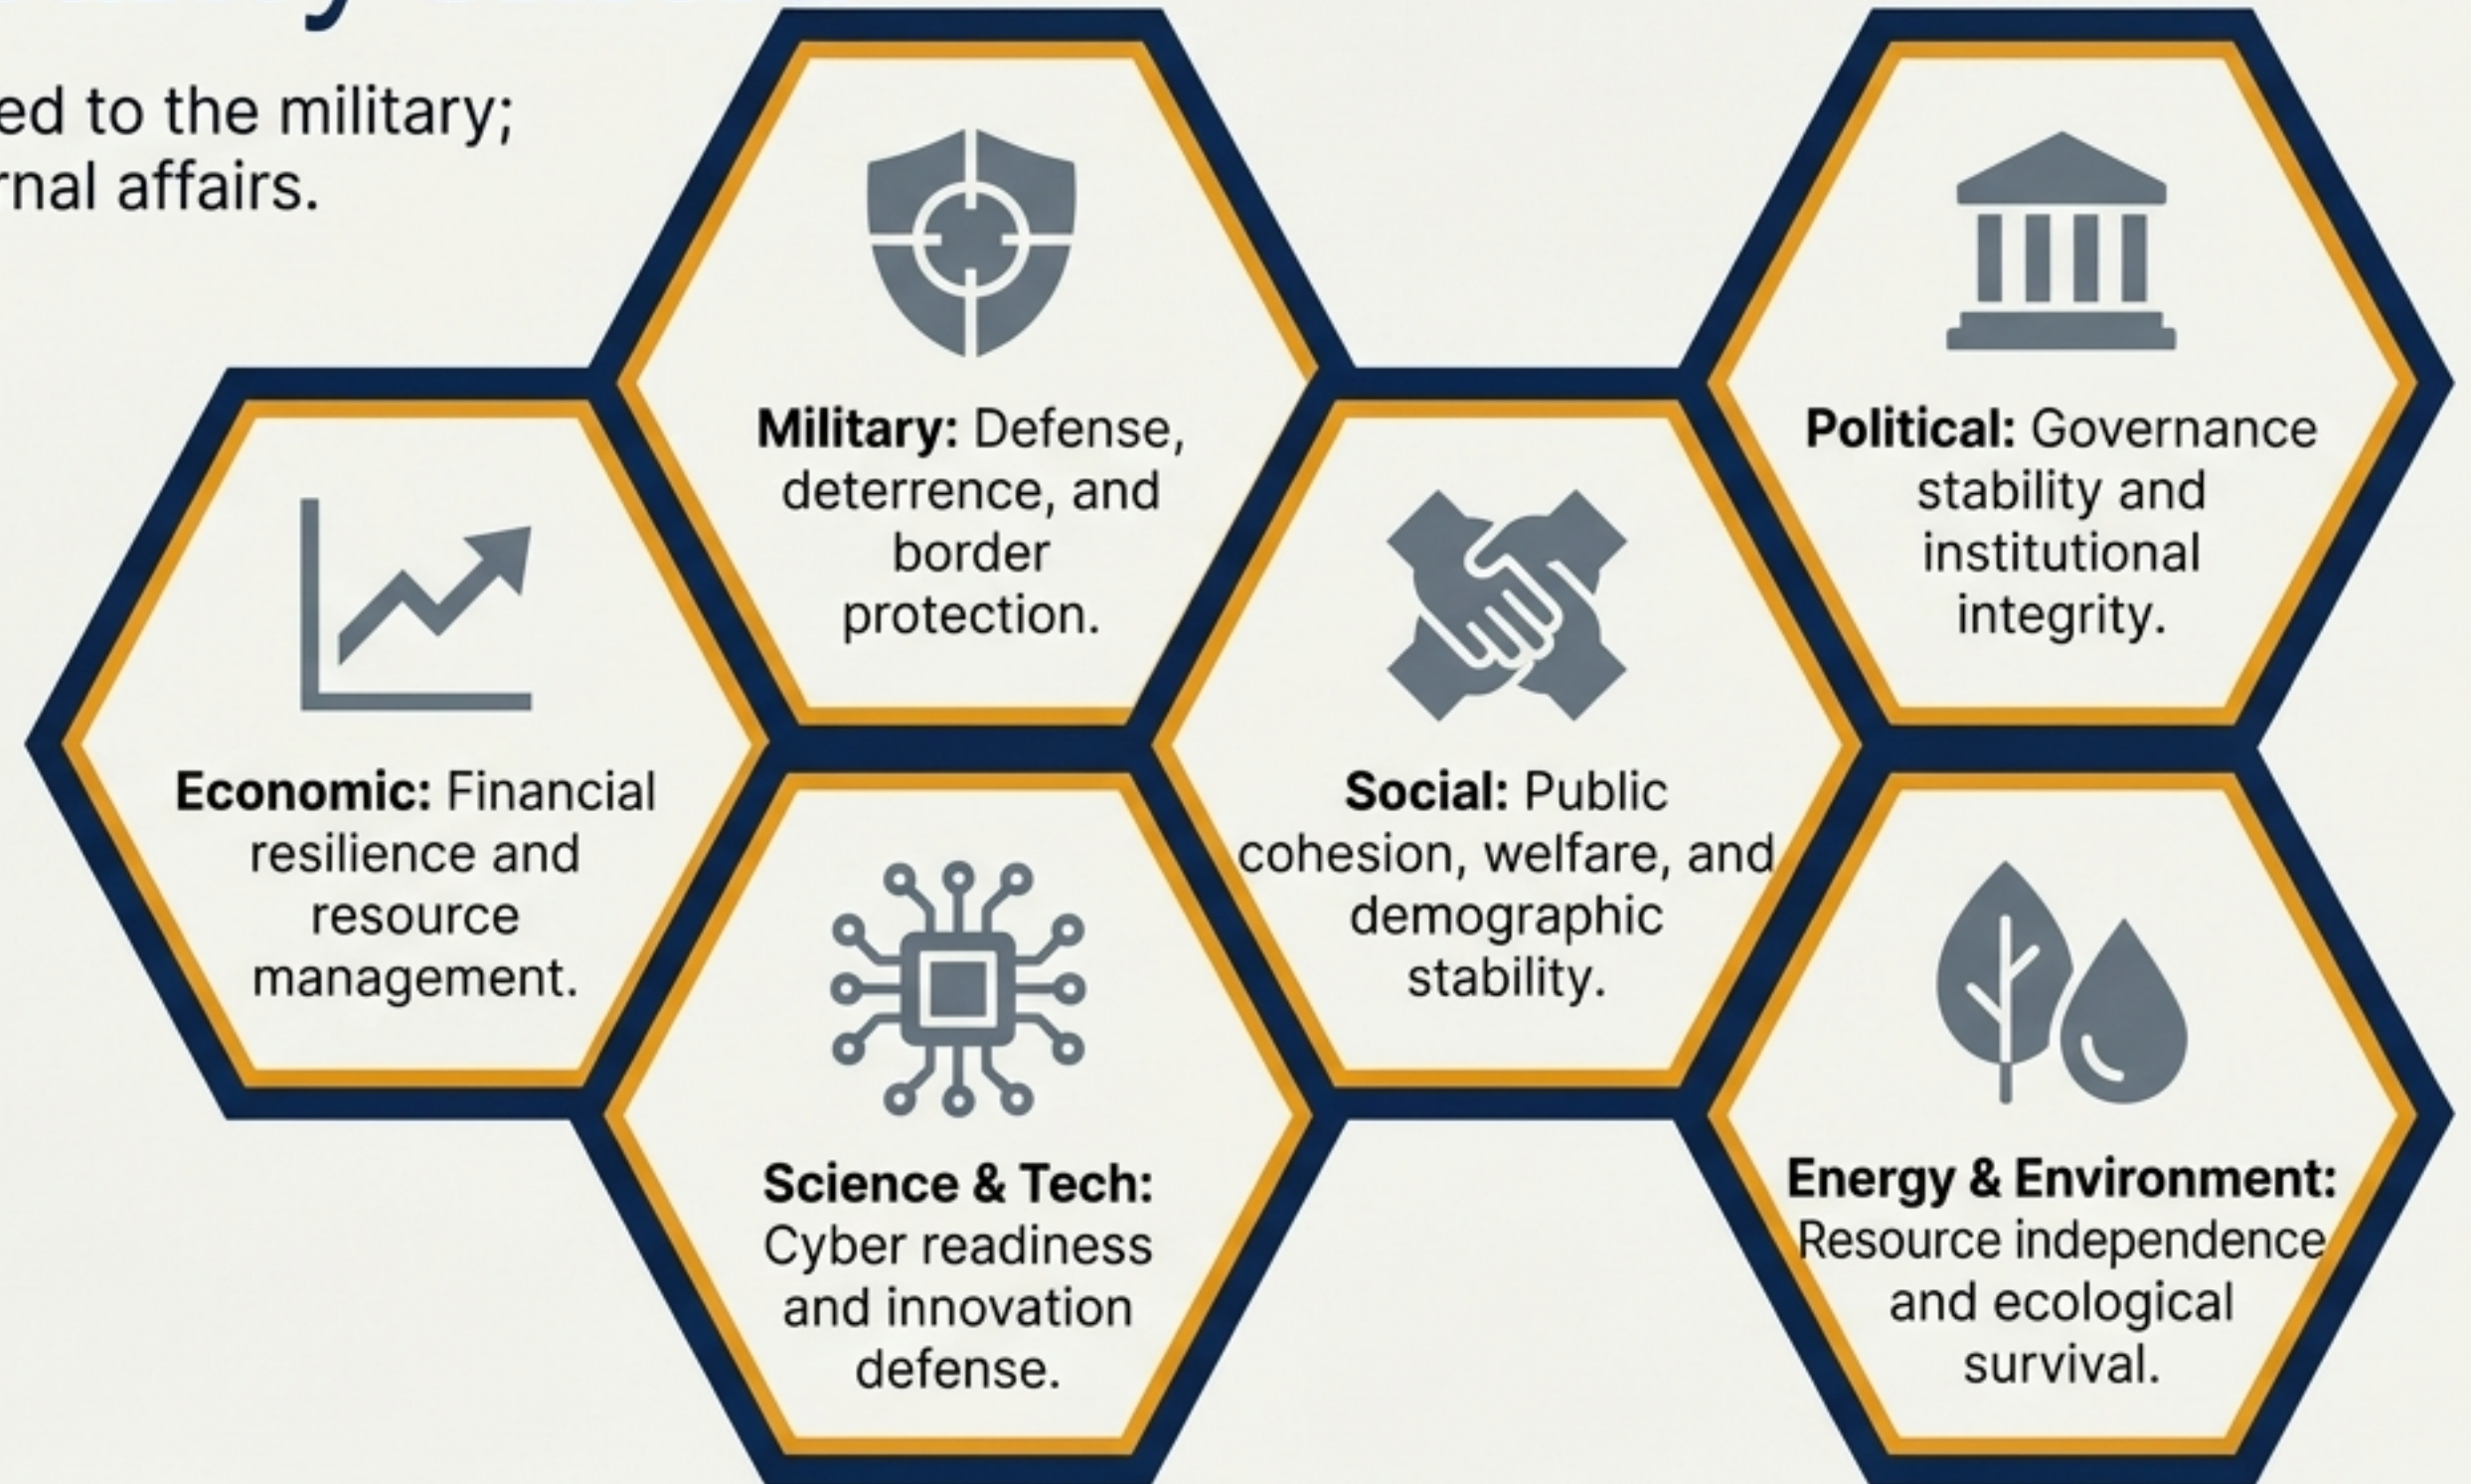 ed to the military;
rnal affairs.
Military: Defense,
deterrence, and
border
protection.
Political: Governance
stability and
institutional
integrity.
Economic: Financial
resilience and
resource
management.
Social: Public
cohesion, welfare, and
demographic
stability.
Science & Tech:
Cyber readiness
and innovation
defense.
Energy & Environment:
Resource independence
and ecological
survival.